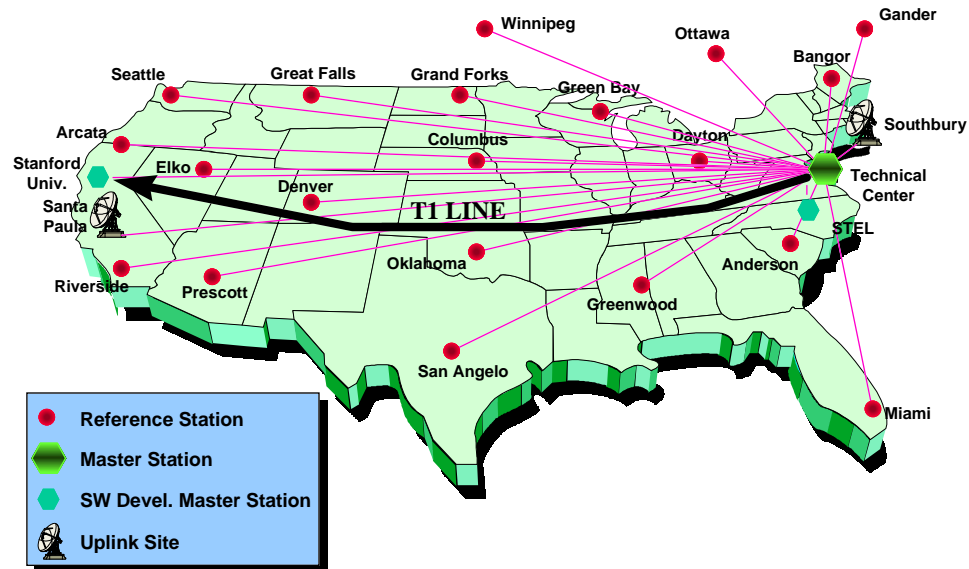 Winnipeg
Gander
Ottawa
Bangor
Seattle
Great Falls
Grand Forks
Green Bay
Southbury
Arcata
Columbus
Dayton
Stanford
Univ.
Elko
Technical
Center
Denver
Santa
Paula
T1 LINE
STEL
Oklahoma
Anderson
Riverside
Prescott
Greenwood
San Angelo
Miami
Reference Station
Master Station
SW Devel. Master Station
Uplink Site